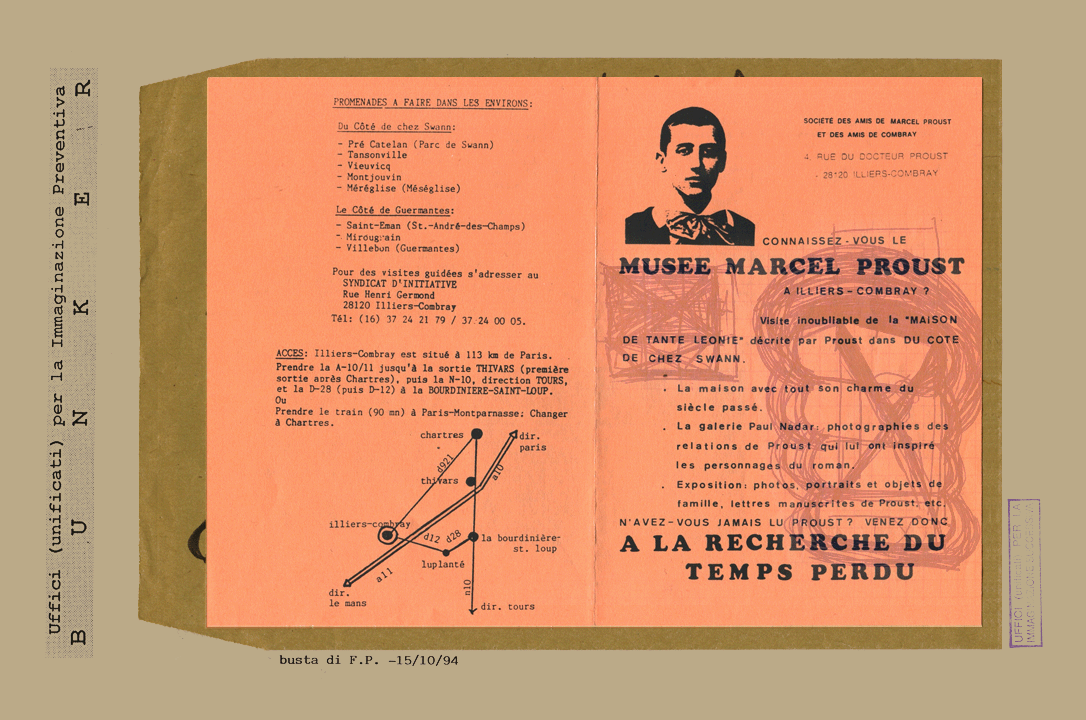 Uffici (unificati) per la Immaginazione Preventiva
B U N K E R
PROMENADES A FAIRE DANS LES ENVIRONS:
Du Côté de chez Swann:
- Pré Catelan (Parc de Swann)
- Tansonville
- Vieuvicq
- Montjouvin
- Méréglise (Méséglise)
Le Côté de Guermantes:
- Saint-Eman (St.-André-des-Champs)
- Mirougrain
- Villebon (Guermantes)
Pour des visites guidées s'adresser au
SYNDICAT D'INITIATIVE
Rue Henri Germond
28120 Illiers-Combray
Tél: (16) 37 24 21 79 / 37.24 00 05.
ACCES: Illiers-Combray est situé à 113 km de Paris.
Prendre la A-10/11 jusqu'à la sortie THIVARS (première
sortie après Chartres), puis la N-10, direction TOURS,
et la D-28 (puis D-12) à la BOURDINIERE-SAINT-LOUP.
Ou
Prendre le train (90 mn) à Paris-Montparnasse; Changer
à Chartres.
chartres
dir.
paris
d921
thivars
a10
illiers-combray
d12 d28
la bourdinière-
st. loup
luplanté
a11
n10
dir.
le mans
dir. tours
SOCIÉTÉ DES AMIS DE MARCEL PROUST
ET DES AMIS DE COMBRAY
4, RUE DU DOCTEUR PROUST
28120 ILLIERS-COMBRAY
CONNAISSEZ-VOUS LE
MUSEE MARCEL PROUST
A ILLIERS-COMBRAY ?
Visite inoubliable de la "MAISON
DE TANTE LEONIE" décrite par Proust dans DU COTE
DE CHEZ SWANN.
. La maison avec tout son charme du
siècle passé.
. La galerie Paul Nadar: photographies des
relations de Proust qui lui ont inspiré
les personnages du roman.
. Exposition: photos, portraits et objets de
famille, lettres manuscrites de Proust, etc.
N'AVEZ-VOUS JAMAIS LU PROUST? VENEZ DONC
A LA RECHERCHE DU
TEMPS PERDU
busta di F.P. -15/10/94
UFFICI PER LA